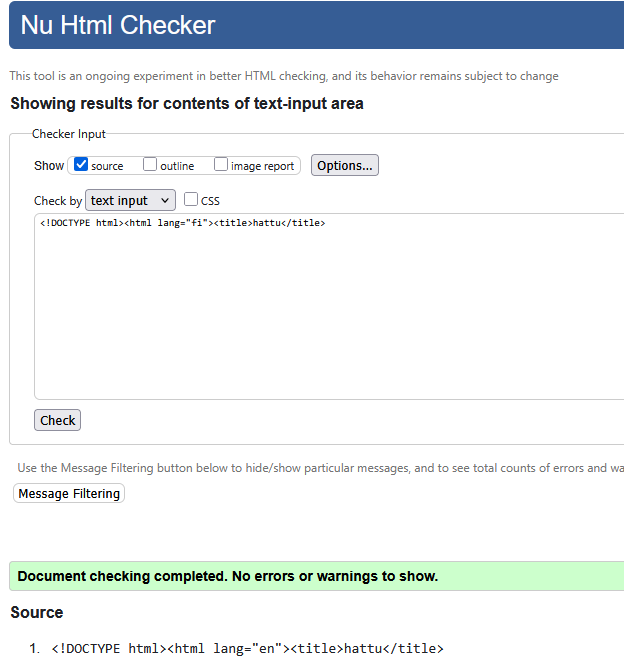 Nu Html Checker
This tool is an ongoing experiment in better HTML checking, and its behavior remains subject to change
Showing results for contents of text-input area
Checker Input
Show source outline image report Options...
Check by text input CSS
<!DOCTYPE html><html lang="fi"><title>hattu</title>
Check
Use the Message Filtering button below to hide/show particular messages, and to see total counts of errors and wa
Message Filtering
Document checking completed. No errors or warnings to show.
Source
1. <!DOCTYPE html><html lang="en"><title>hattu</title>